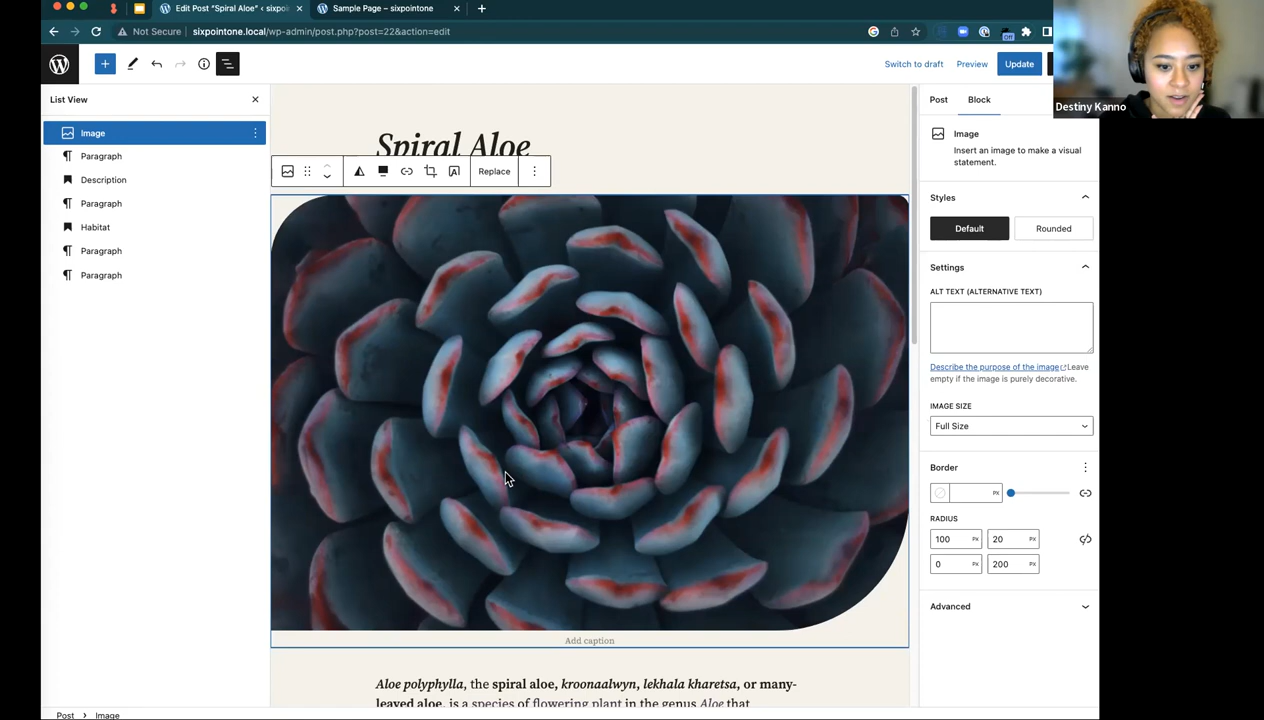 Edit Post "Spiral Aloe" ‹ sixpoi
Sample Page – sixpointone
Not Secure
sixpointone.local/wp-admin/post.php?post=22&action=edit
Off
Destiny Kanno
Switch to draft
Preview
Update
List View
Image
Paragraph
Description
Paragraph
Habitat
Paragraph
Paragraph
Spiral Aloe
Replace
Add caption
Aloe polyphylla, the spiral aloe, kroonaalwyn, lekhala kharetsa, or many-
leaved aloe, is a species of flowering plant in the genus Aloe that
Post
Block
Image
Insert an image to make a visual
statement.
Styles
Default
Rounded
Settings
ALT TEXT (ALTERNATIVE TEXT)
Describe the purpose of the image Leave
empty if the image is purely decorative.
IMAGE SIZE
Full Size
Border
PX
RADIUS
100 PX
20 PX
0 PX
200 PX
Advanced
Post
Image